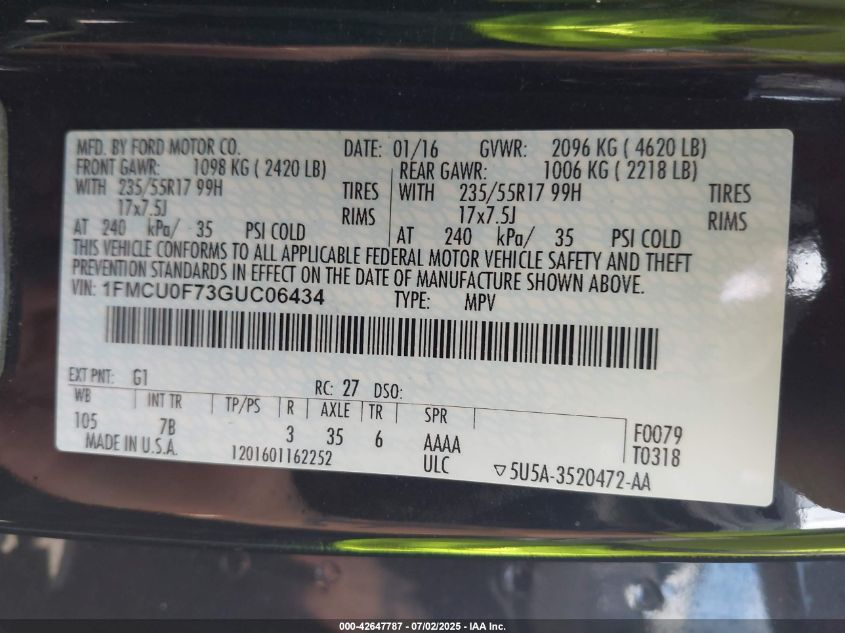 MFD. BY FORD MOTOR CO. DATE: 01/16 GVWR: 2096 KG ( 4620 LB)
FRONT GAWR: 1098 KG ( 2420 LB) REAR GAWR: 1006 KG ( 2218 LB)
WITH 235/55R17 99H TIRES WITH 235/55R17 99H TIRES
17x7.5J RIMS 17x7.5J RIMS
AT 240 kPa/ 35 PSI COLD AT 240 kPa/ 35 PSI COLD
THIS VEHICLE CONFORMS TO ALL APPLICABLE FEDERAL MOTOR VEHICLE SAFETY AND THEFT
PREVENTION STANDARDS IN EFFECT ON THE DATE OF MANUFACTURE SHOWN ABOVE.
VIN: 1FMCU0F73GUC06434 TYPE: MPV
EXT PNT: G1 RC: 27 DSO:
WB INT TR TP/PS R AXLE TR SPR
105 7B 3 35 6 AAAA F0079
MADE IN U.S.A. 1201601162252 ULC T0318
5U5A-3520472-AA
000-42647787 - 07/02/2025 - IAA Inc.